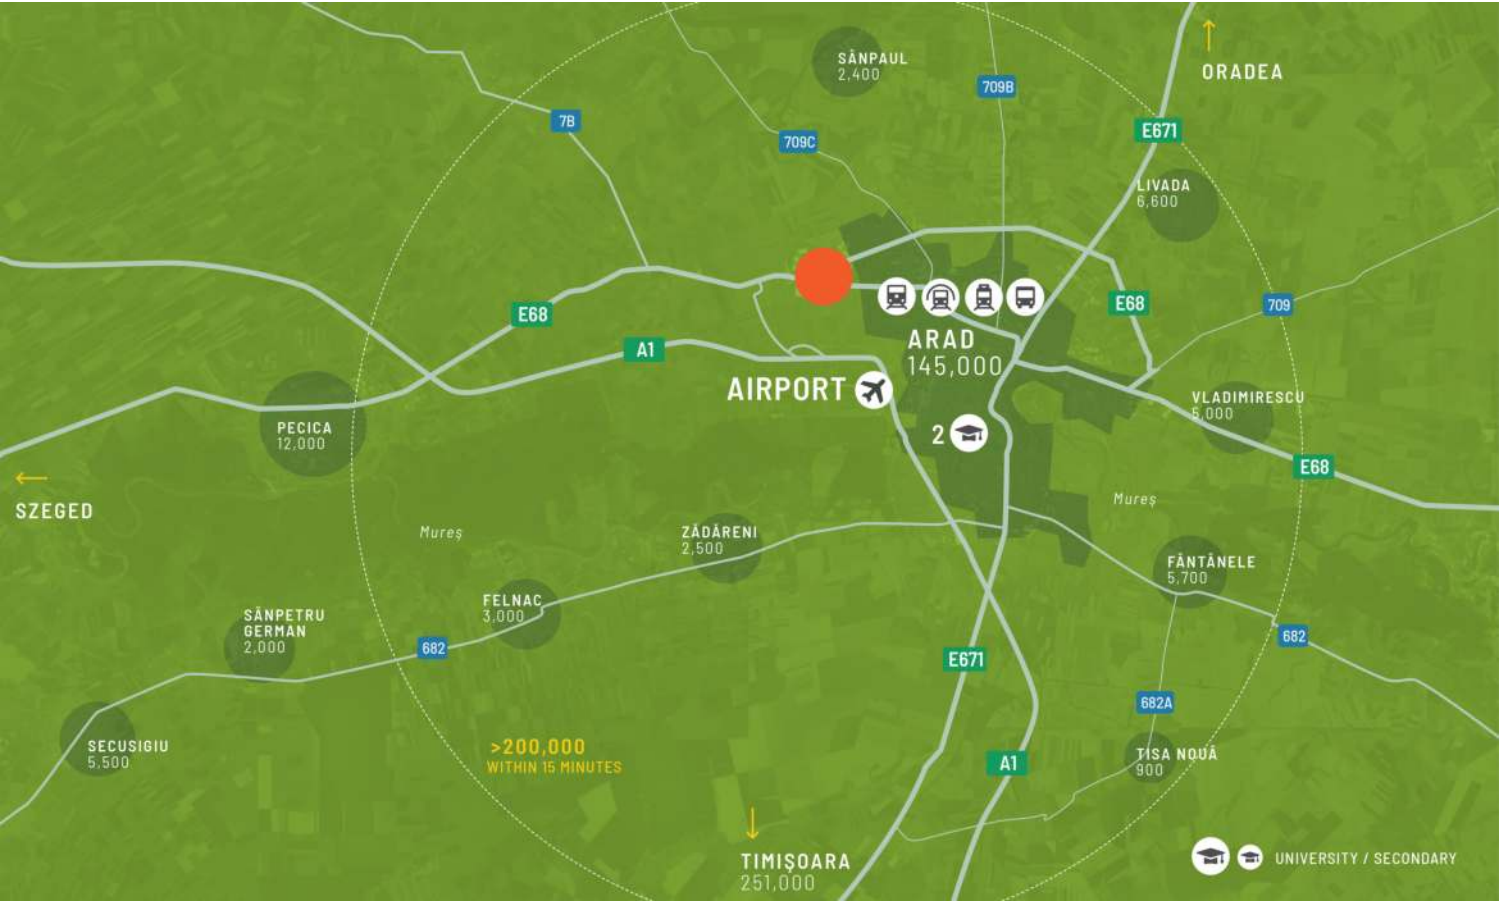 SÂNPAUL
2,400
ORADEA
709B
7B
E671
709C
LIVADA
6,600
E68
E68
709
A1
ARAD
145,000
AIRPORT
VLADIMIRESCU
5,000
PECICA
12,000
2
E68
SZEGED
Mureș
Mureș
ZĂDĂRENI
2,500
FÂNTÂNELE
5,700
FELNAC
3,000
SÂNPETRU
GERMAN
2,000
682
682
E671
682A
SECUSIGIU
5,500
>200,000
WITHIN 15 MINUTES
A1
TISA NOUĂ
900
TIMIȘOARA
251,000
UNIVERSITY / SECONDARY